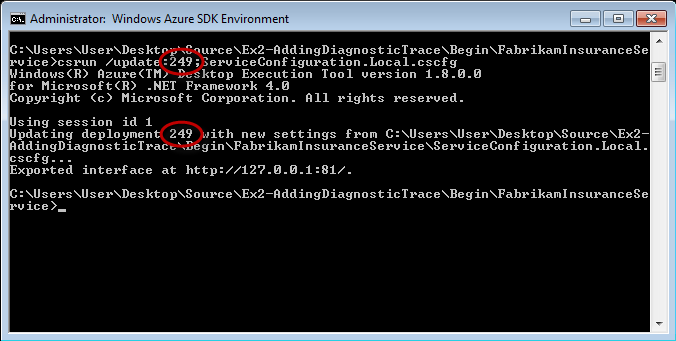 Administrator: Windows Azure SDK Environment
C:\Users\User\Desktop\Source\Ex2-AddingDiagnosticTrace\Begin\FabrikamInsuranceSe
rvice>csrun /update:249;ServiceConfiguration.Local.cscfg
Windows(R) Azure(TM) Desktop Execution Tool version 1.8.0.0
for Microsoft(R) .NET Framework 4.0
Copyright (c) Microsoft Corporation. All rights reserved.
Using session id 1
Updating deployment 249 with new settings from C:\Users\User\Desktop\Source\Ex2-
AddingDiagnosticTrace\Begin\FabrikamInsuranceService\ServiceConfiguration.Local.
cscfg...
Exported interface at http://127.0.0.1:81/.
C:\Users\User\Desktop\Source\Ex2-AddingDiagnosticTrace\Begin\FabrikamInsuranceSe
rvice>_